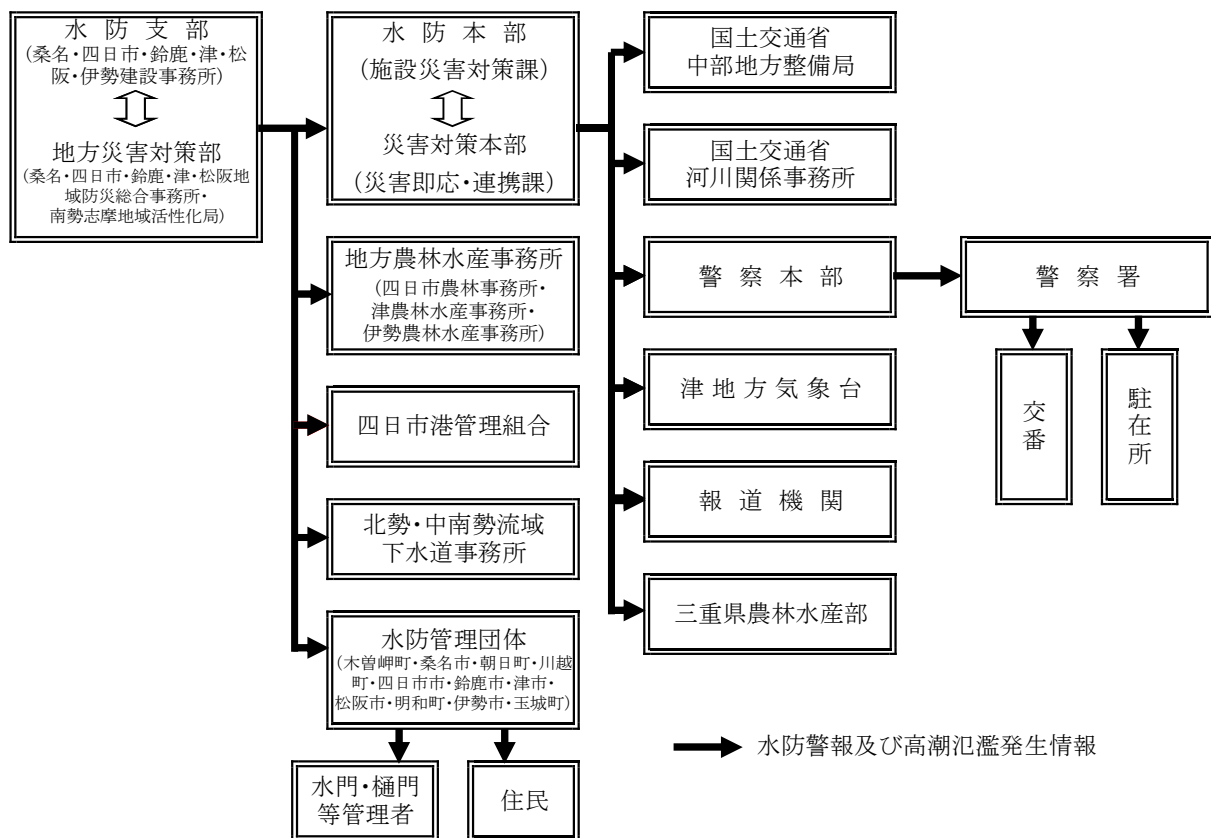 水防支部
(桑名・四日市・鈴鹿・津・松
阪・伊勢建設事務所)
地方災害対策部
(桑名・四日市・鈴鹿・津・松阪地
域防災総合事務所・
南勢志摩地域活性化局)
水防本部
(施設災害対策課)
災害対策本部
(災害即応・連携課)
地方農林水産事務所
(四日市農林事務所・
津農林水産事務所・
伊勢農林水産事務所)
四日市港管理組合
北勢・中南勢流域
下水道事務所
水防管理団体
(木曽岬町・桑名市・朝日町・川越
町・四日市市・鈴鹿市・津市・
松阪市・明和町・伊勢市・玉城町)
水門・樋門
等管理者
住民
国土交通省
中部地方整備局
国土交通省
河川関係事務所
警察本部
津地方気象台
報道機関
三重県農林水産部
警察署
交番
駐在所
水防警報及び高潮氾濫発生情報